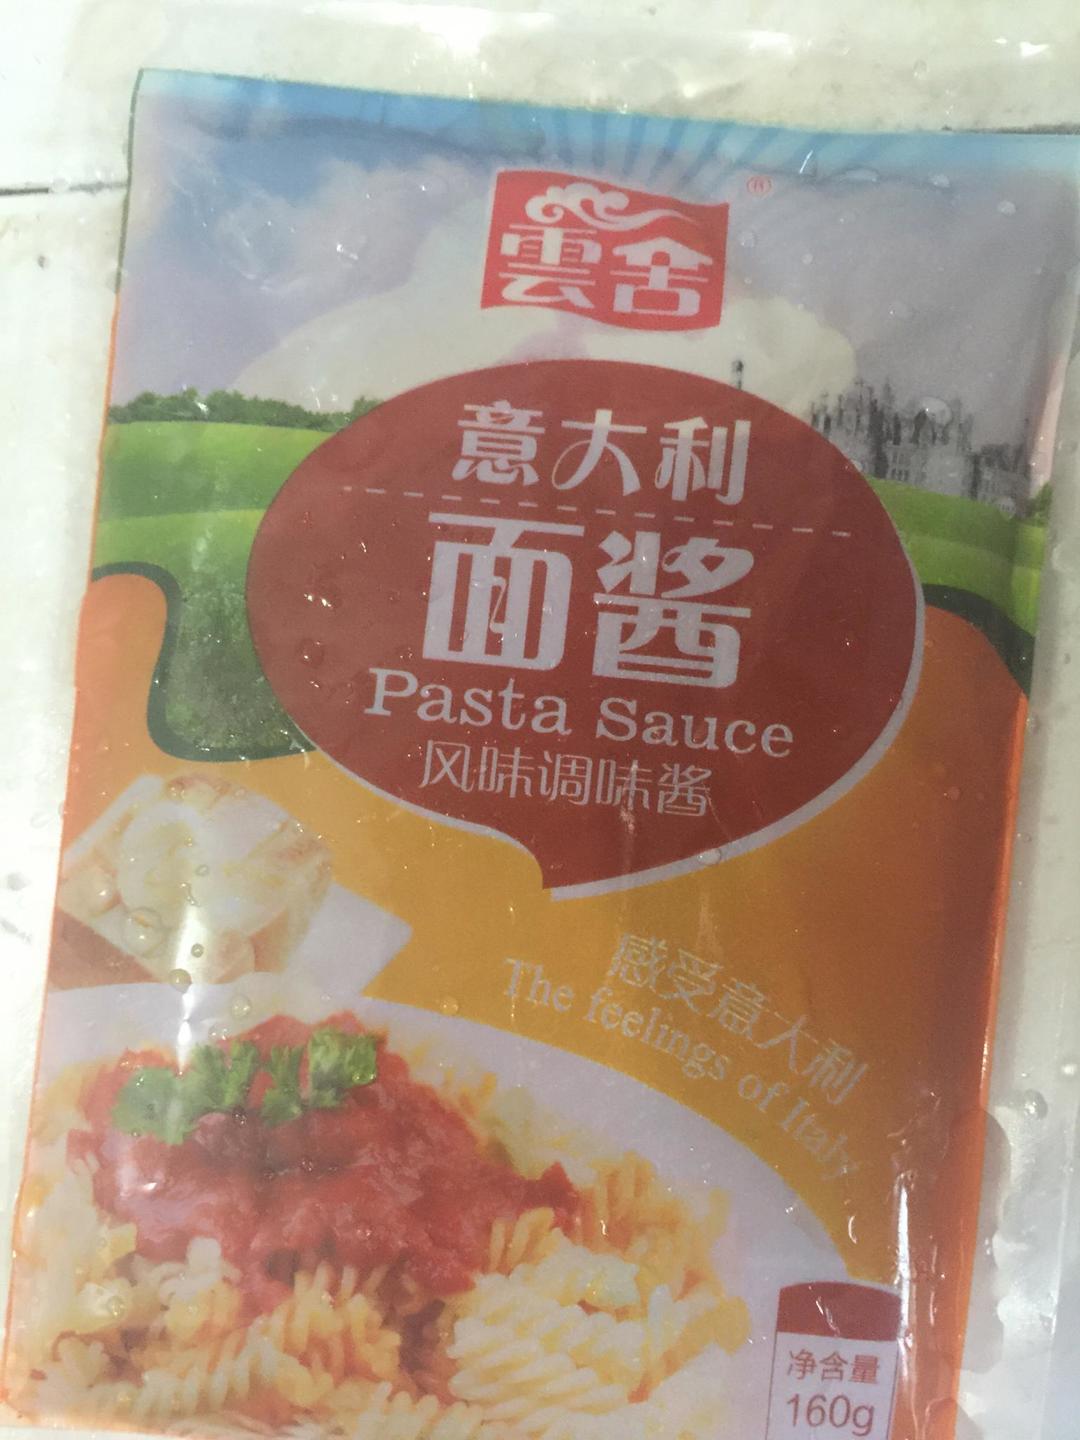 雲舍
®
意大利
面酱
Pasta Sauce
风味调味酱
感受意大利
The feelings of Italy
净含量
160g